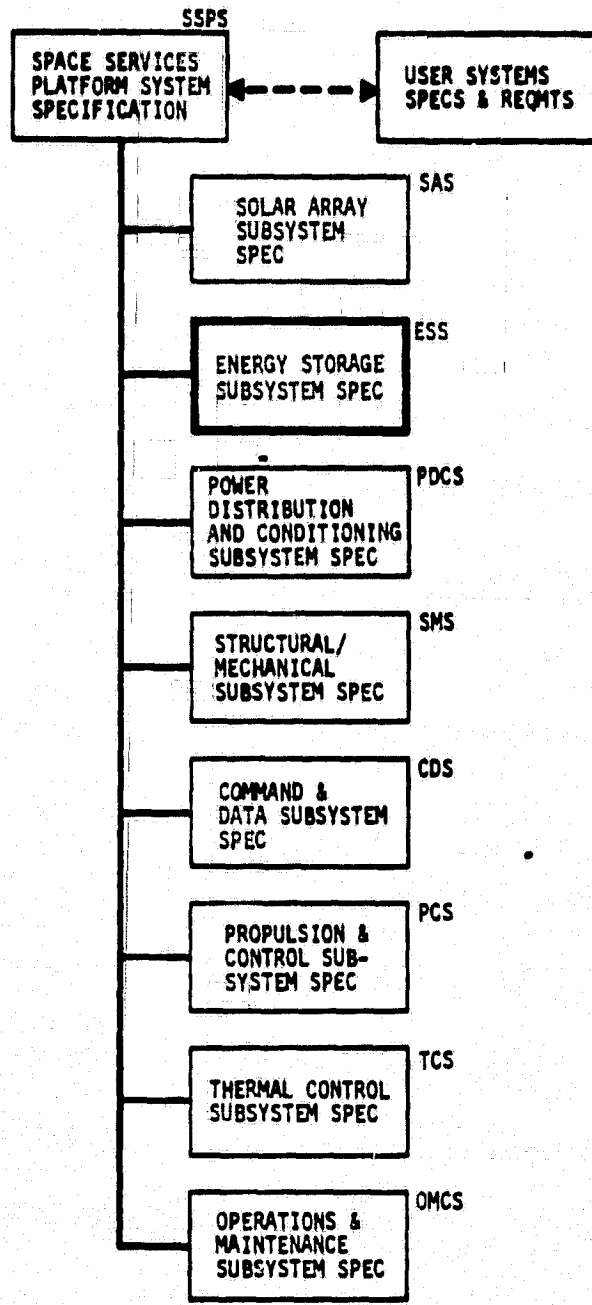 SSPS
SPACE SERVICES
PLATFORM SYSTEM
SPECIFICATION
USER SYSTEMS
SPECS & REQMTS
SAS
SOLAR ARRAY
SUBSYSTEM
SPEC
ESS
ENERGY STORAGE
SUBSYSTEM SPEC
PDCS
POWER
DISTRIBUTION
AND CONDITIONING
SUBSYSTEM SPEC
SMS
STRUCTURAL/
MECHANICAL
SUBSYSTEM SPEC
CDS
COMMAND &
DATA SUBSYSTEM
SPEC
PCS
PROPULSION &
CONTROL SUB-
SYSTEM SPEC
TCS
THERMAL CONTROL
SUBSYSTEM SPEC
OMCS
OPERATIONS &
MAINTENANCE
SUBSYSTEM SPEC